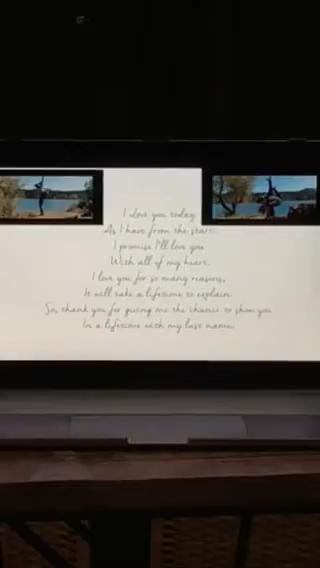 I love you today
As I have from the start.
I promise I'll love you
With all of my heart.
I love you for so many reasons,
It will take a lifetime to explain.
So, thank you for giving me the chance to show you
In a lifetime with my last name.